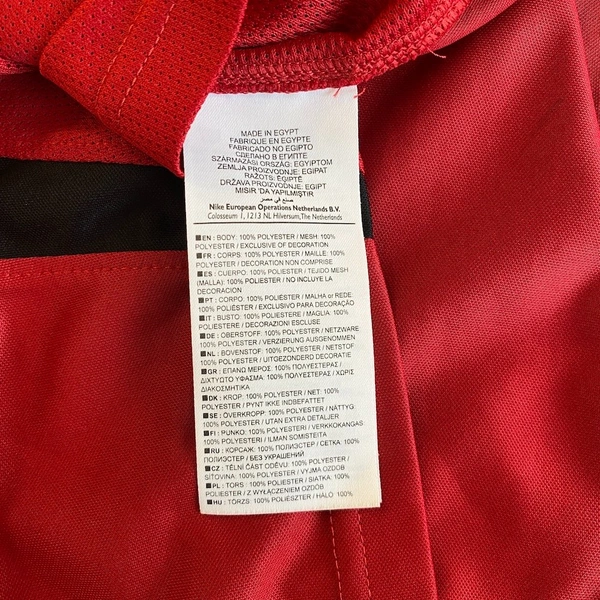 MADE IN EGYPT
FABRIQUE EN EGYPTE
FABRICADO NO EGIPTO
СДЕЛАНО В ЕГИПТЕ
SZÁRMAZÁSI ORSZÁG: EGYIPTOM
ZEMLJA PROIZVODNJE: EGIPAT
RAŽOTS: ĒĢIPTĒ
DRŽAVA PROIZVODNJE: EGIPT
MISIR 'DA YAPILMIŞTIR
صنع في مصر
Nike European Operations Netherlands B.V.
Colosseum 1, 1213 NL Hilversum, The Netherlands
EN : BODY: 100% POLYESTER / MESH: 100%
POLYESTER / EXCLUSIVE OF DECORATION
FR : CORPS: 100% POLYESTER / MAILLE: 100%
POLYESTER / DECORATION NON COMPRISE
ES : CUERPO: 100% POLIÉSTER / TEJIDO MESH
(MALLA): 100% POLIÉSTER / NO INCLUYE LA
DECORACIÓN
PT : CORPO: 100% POLIÉSTER / MALHA or REDE
100% POLIÉSTER / EXCLUSIVO PARA DECORAÇÃO
IT : BUSTO: 100% POLIESTERE / MAGLIA: 100%
POLIESTERE / DECORAZIONI ESCLUSE
DE : OBERSTOFF: 100% POLYESTER / NETZWARE
100% POLYESTER / VERZIERUNG AUSGENOMMEN
NL : BOVENSTOF: 100% POLYESTER / NETSTOF
100% POLYESTER / UITGEZONDERD DECORATIE
GR : ΕΠΑΝΩ ΜΕΡΟΣ: 100% ΠΟΛΥΕΣΤΕΡΑΣ /
ΔΙΧΤΥΩΤΟ ΥΦΑΣΜΑ: 100% ΠΟΛΥΕΣΤΕΡΑΣ / ΧΩΡΙΣ
ΔΙΑΚΟΣΜΗΤΙΚΑ
DK : KROP: 100% POLYESTER / NET: 100%
POLYESTER / PYNT IKKE INDBEFATTET
SE : ÖVERKROPP: 100% POLYESTER / NÄTTYG
100% POLYESTER / UTAN EXTRA DETALJER
FI : PUNKO: 100% POLYESTERI / VERKKOKANGAS
100% POLYESTERI / ILMAN SOMISTEITA
RU : КОРСАЖ: 100% ПОЛИЭСТЕР / СЕТКА: 100%
ПОЛИЭСТЕР / БЕЗ УКРАШЕНИЙ
CZ : TĚLNÍ ČÁST ODĚVU: 100% POLYESTER /
SÍŤOVINA: 100% POLYESTER / VYJMA OZDOB
PL : TORS : 100% POLIESTER / SIATKA: 100%
POLIESTER / Z WYŁĄCZENIEM OZDÓB
HU : TÖRZS: 100% POLIÉSZTER / HÁLÓ: 100%